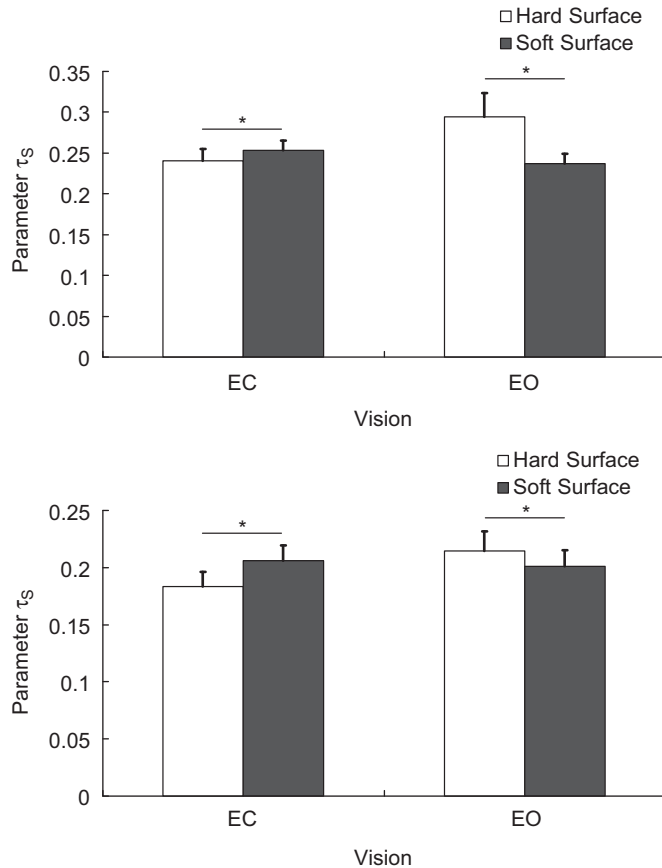 Hard Surface
Soft Surface
0.35
0.3
0.25
0.2
0.15
0.1
0.05
0
Parameter τS
*
*
EC
EO
Vision
Hard Surface
Soft Surface
0.25
0.2
0.15
0.1
0.05
0
Parameter τS
*
*
EC
EO
Vision